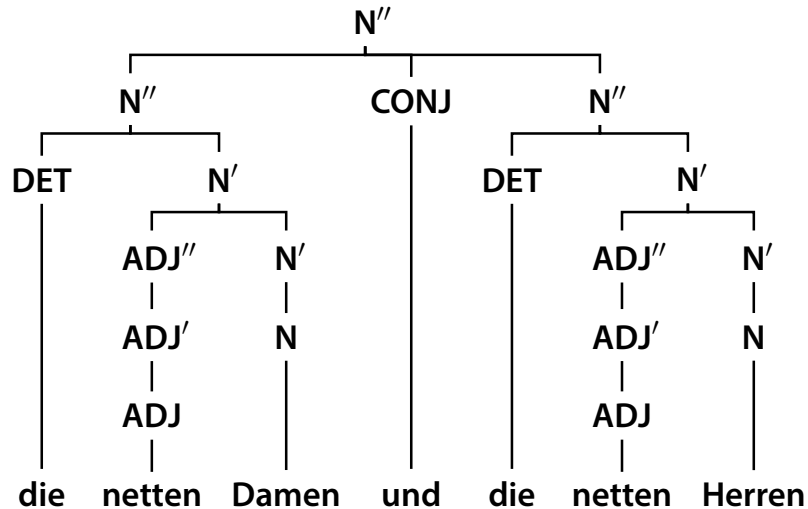 N″
N″ CONJ N″
DET N′ DET N′
ADJ″ N′ ADJ″ N′
ADJ′ N ADJ′ N
ADJ ADJ
die netten Damen und die netten Herren